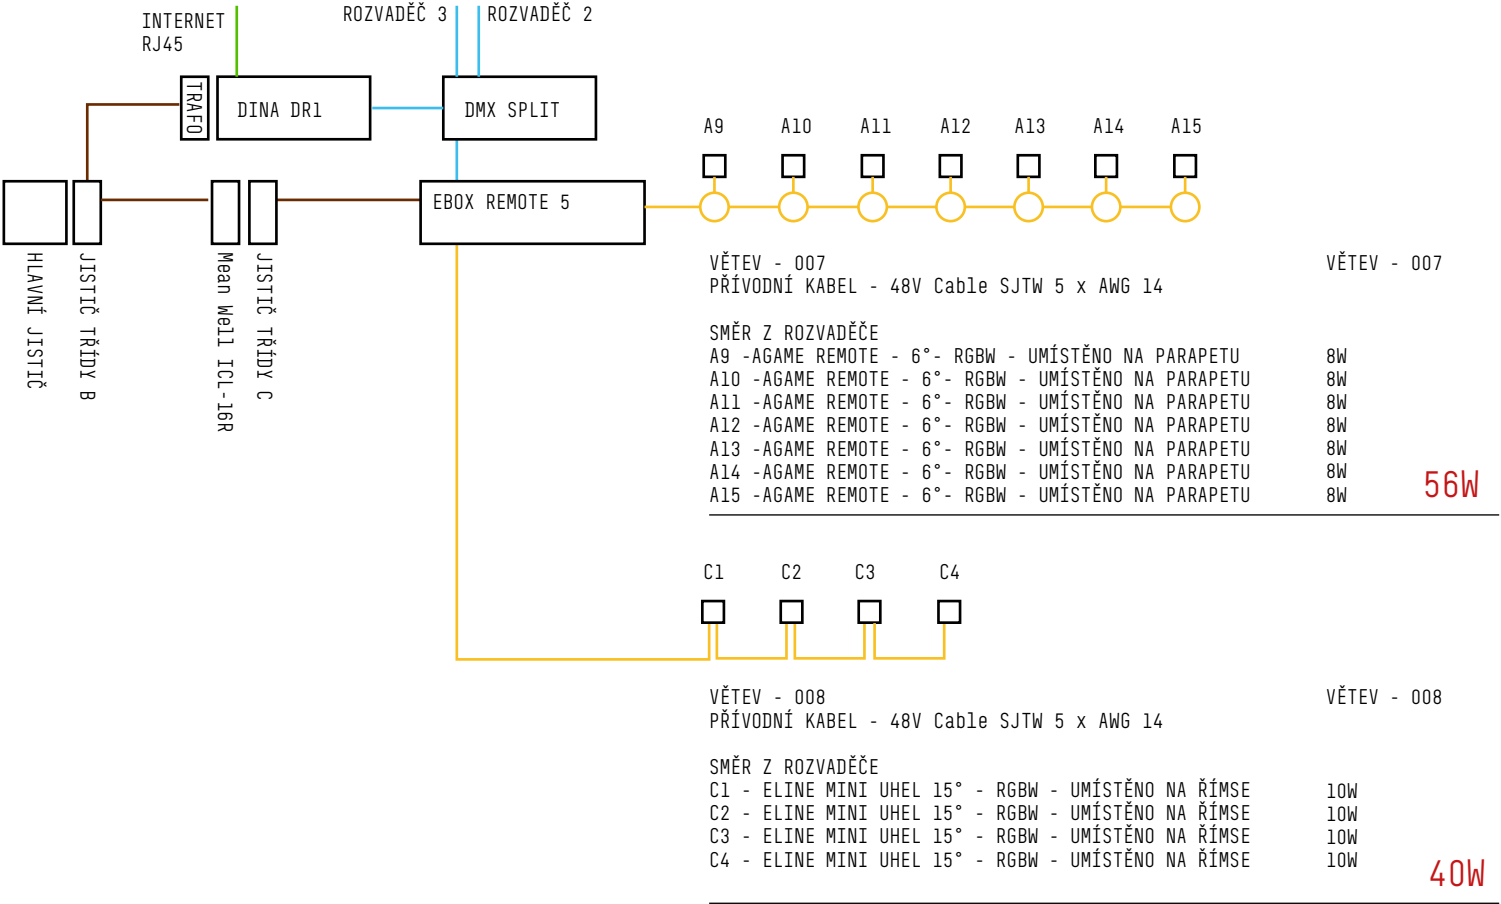 INTERNET
RJ45
ROZVADĚČ 3
ROZVADĚČ 2
TRAFO
DINA DR1
DMX SPLIT
EBOX REMOTE 5
HLAVNÍ JISTIČ
JISTIČ TŘÍDY B
Mean Well ICL-16R
JISTIČ TŘÍDY C
A9 A10 A11 A12 A13 A14 A15
VĚTEV - 007 VĚTEV - 007
PŘÍVODNÍ KABEL - 48V Cable SJTW 5 x AWG 14
SMĚR Z ROZVADĚČE
A9 -AGAME REMOTE - 6°- RGBW - UMÍSTĚNO NA PARAPETU 8W
A10 -AGAME REMOTE - 6°- RGBW - UMÍSTĚNO NA PARAPETU 8W
A11 -AGAME REMOTE - 6°- RGBW - UMÍSTĚNO NA PARAPETU 8W
A12 -AGAME REMOTE - 6°- RGBW - UMÍSTĚNO NA PARAPETU 8W
A13 -AGAME REMOTE - 6°- RGBW - UMÍSTĚNO NA PARAPETU 8W
A14 -AGAME REMOTE - 6°- RGBW - UMÍSTĚNO NA PARAPETU 8W
A15 -AGAME REMOTE - 6°- RGBW - UMÍSTĚNO NA PARAPETU 8W
56W
C1 C2 C3 C4
VĚTEV - 008 VĚTEV - 008
PŘÍVODNÍ KABEL - 48V Cable SJTW 5 x AWG 14
SMĚR Z ROZVADĚČE
C1 - ELINE MINI UHEL 15° - RGBW - UMÍSTĚNO NA ŘÍMSE 10W
C2 - ELINE MINI UHEL 15° - RGBW - UMÍSTĚNO NA ŘÍMSE 10W
C3 - ELINE MINI UHEL 15° - RGBW - UMÍSTĚNO NA ŘÍMSE 10W
C4 - ELINE MINI UHEL 15° - RGBW - UMÍSTĚNO NA ŘÍMSE 10W
40W